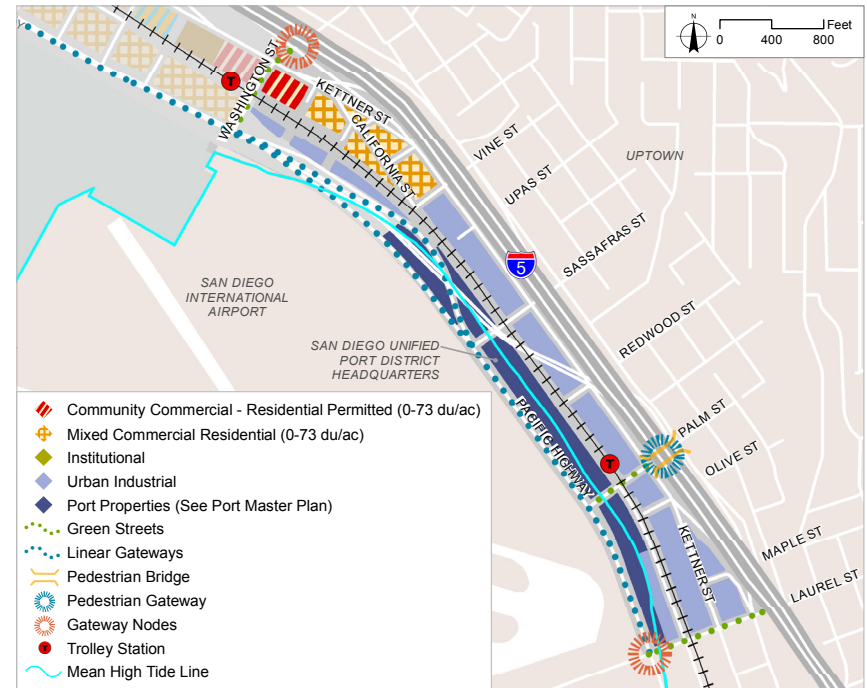 N
0 400 800 Feet
Y
WASHINGTON ST
T
KETTNER ST
CALIFORNIA ST
VINE ST
UPTOWN
UPAS ST
SASSAFRAS ST
5
SAN DIEGO
INTERNATIONAL
AIRPORT
REDWOOD ST
SAN DIEGO UNIFIED
PORT DISTRICT
HEADQUARTERS
PACIFIC HIGHWAY
PALM ST
T
OLIVE ST
KETTNER ST
MAPLE ST
LAUREL ST
Community Commercial - Residential Permitted (0-73 du/ac)
Mixed Commercial Residential (0-73 du/ac)
Institutional
Urban Industrial
Port Properties (See Port Master Plan)
Green Streets
Linear Gateways
Pedestrian Bridge
Pedestrian Gateway
Gateway Nodes
T Trolley Station
Mean High Tide Line